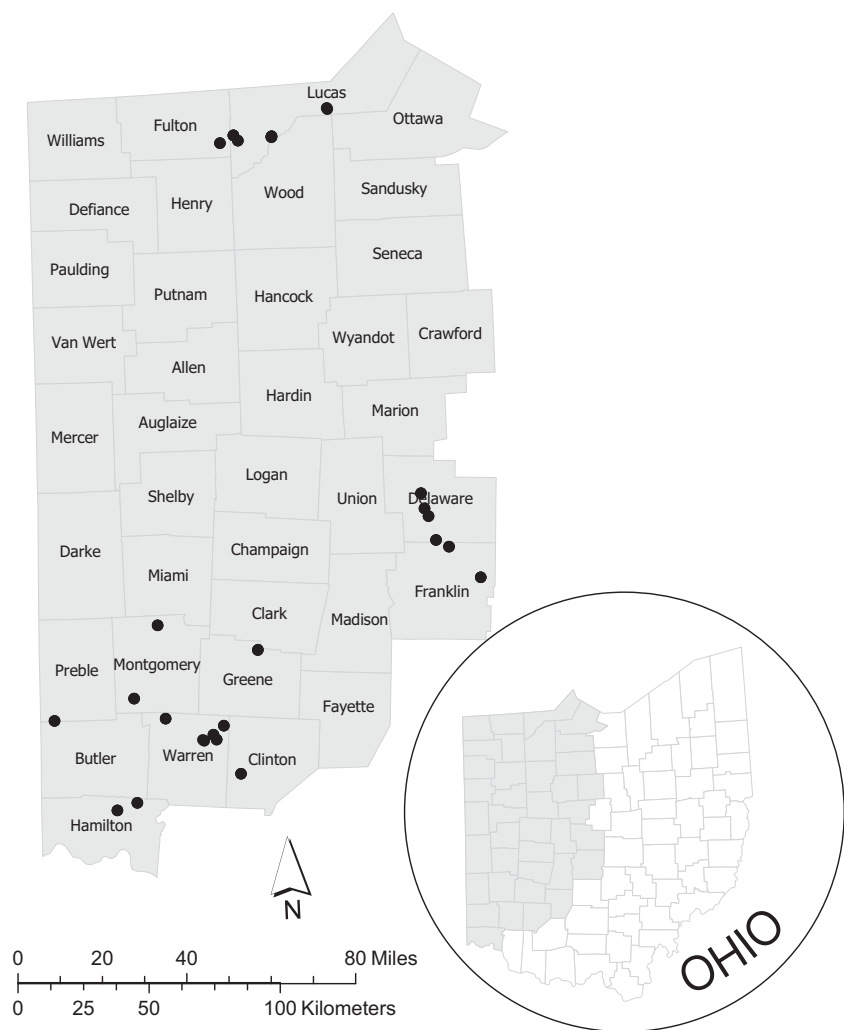 Lucas
Fulton
Ottawa
Williams
Wood
Sandusky
Henry
Defiance
Seneca
Paulding
Putnam
Hancock
Wyandot
Crawford
Van Wert
Allen
Hardin
Marion
Auglaize
Mercer
Logan
Shelby
Union
Delaware
Darke
Champaign
Miami
Franklin
Clark
Madison
Preble
Montgomery
Greene
Fayette
Butler
Warren
Clinton
Hamilton
N
OHIO
0 20 40 80 Miles
0 25 50 100 Kilometers